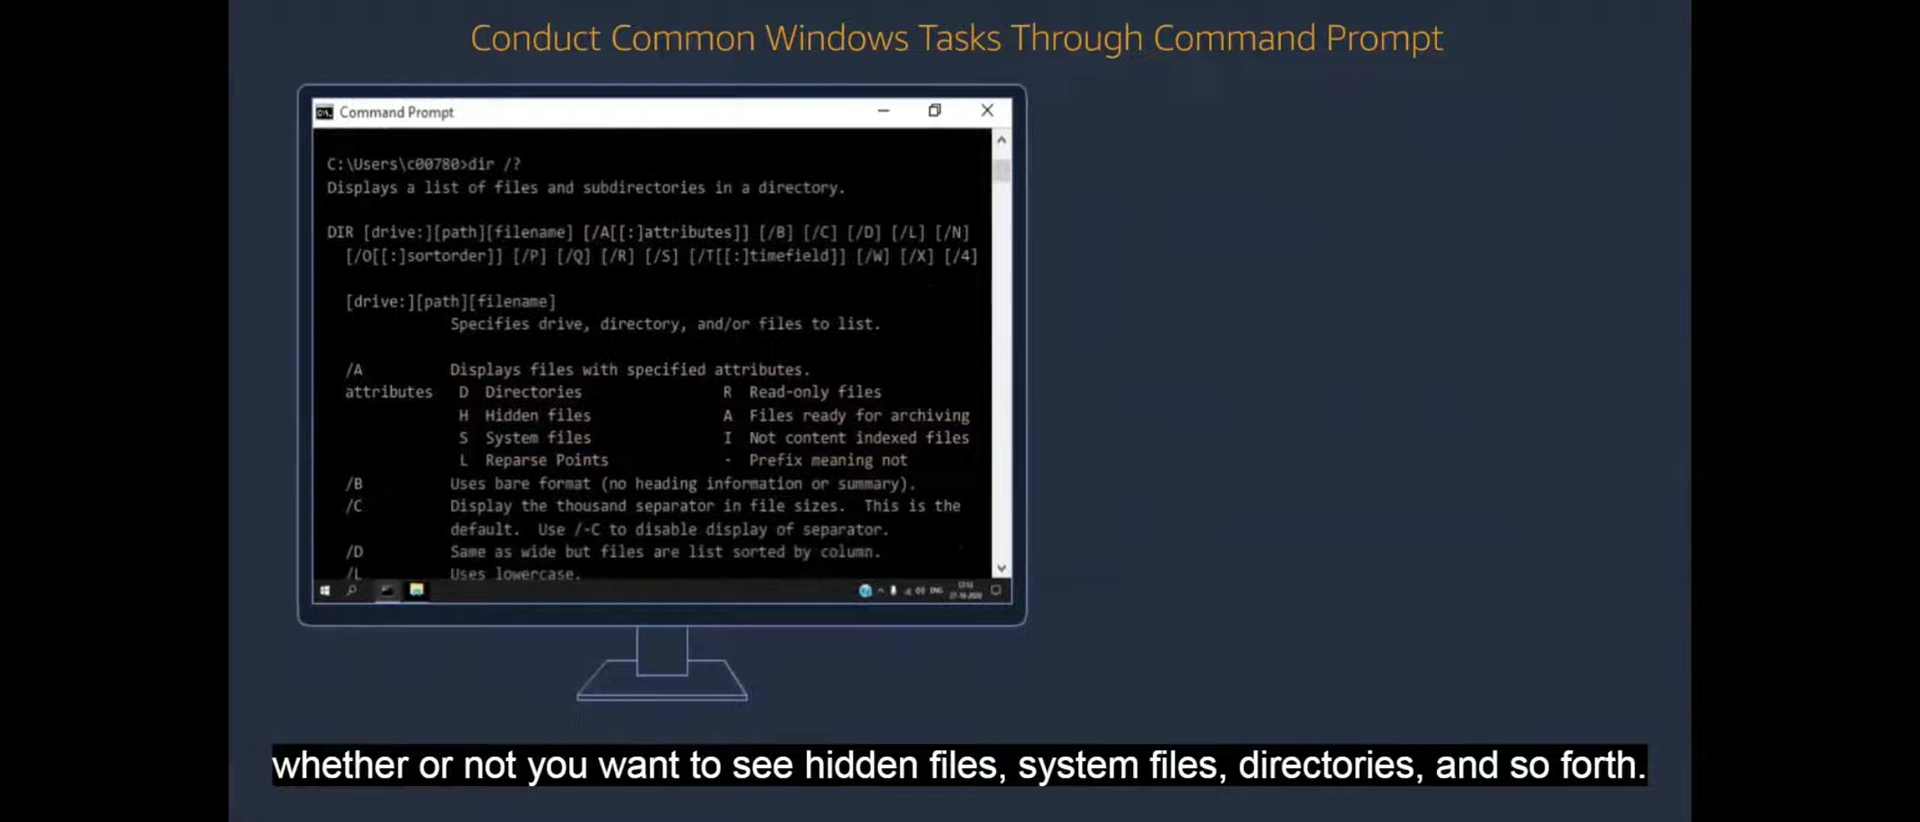 Conduct Common Windows Tasks Through Command Prompt
Command Prompt
C:\Users\c00780>dir /?
Displays a list of files and subdirectories in a directory.
DIR [drive:][path][filename] [/A[[:]attributes]] [/B] [/C] [/D] [/L] [/N]
[/O[[:]sortorder]] [/P] [/Q] [/R] [/S] [/T[[:]timefield]] [/W] [/X] [/4]
[drive:][path][filename]
Specifies drive, directory, and/or files to list.
/A Displays files with specified attributes.
attributes D Directories R Read-only files
H Hidden files A Files ready for archiving
S System files I Not content indexed files
L Reparse Points - Prefix meaning not
/B Uses bare format (no heading information or summary).
/C Display the thousand separator in file sizes. This is the
default. Use /-C to disable display of separator.
/D Same as wide but files are list sorted by column.
/L Uses lowercase.
ENG
whether or not you want to see hidden files, system files, directories, and so forth.